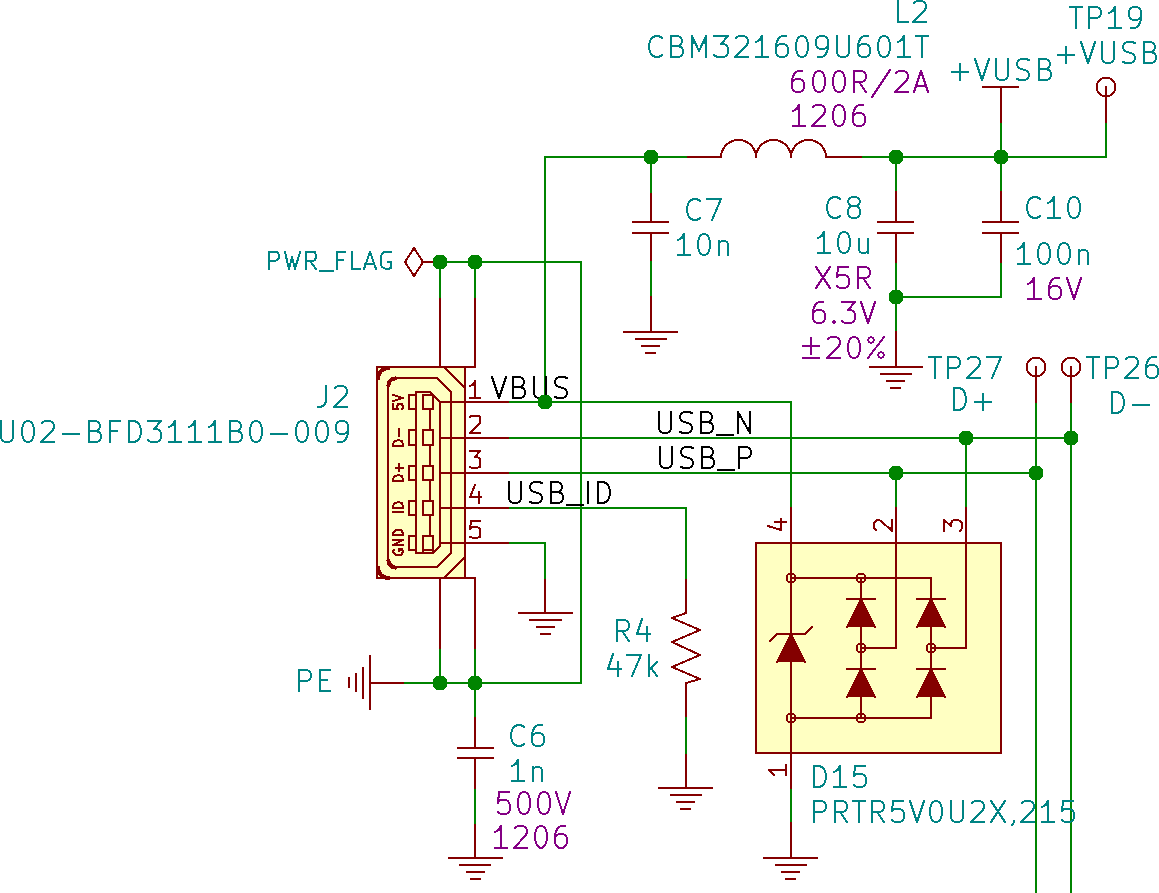 L2
CBM321609U601T
600R/2A
1206
TP19
+VUSB
+VUSB
C7
10n
C8
10u
X5R
6.3V
±20%
C10
100n
16V
PWR_FLAG
J2
U02-BFD3111B0-009
5V
D-
D+
ID
GND
1
2
3
4
5
VBUS
USB_N
USB_P
USB_ID
TP27
D+
TP26
D-
4
2
3
1
R4
47k
PE
C6
1n
500V
1206
D15
PRTR5V0U2X,215